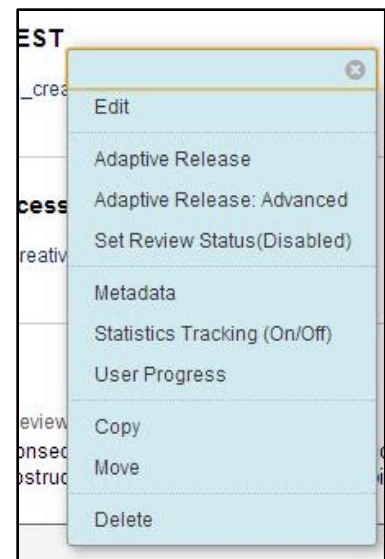 EST
_crea
Edit
Adaptive Release
cess
Adaptive Release: Advanced
Set Review Status(Disabled)
reativ
Metadata
Statistics Tracking (On/Off)
User Progress
eview
Copy
onsec
Move
ostruc
Delete